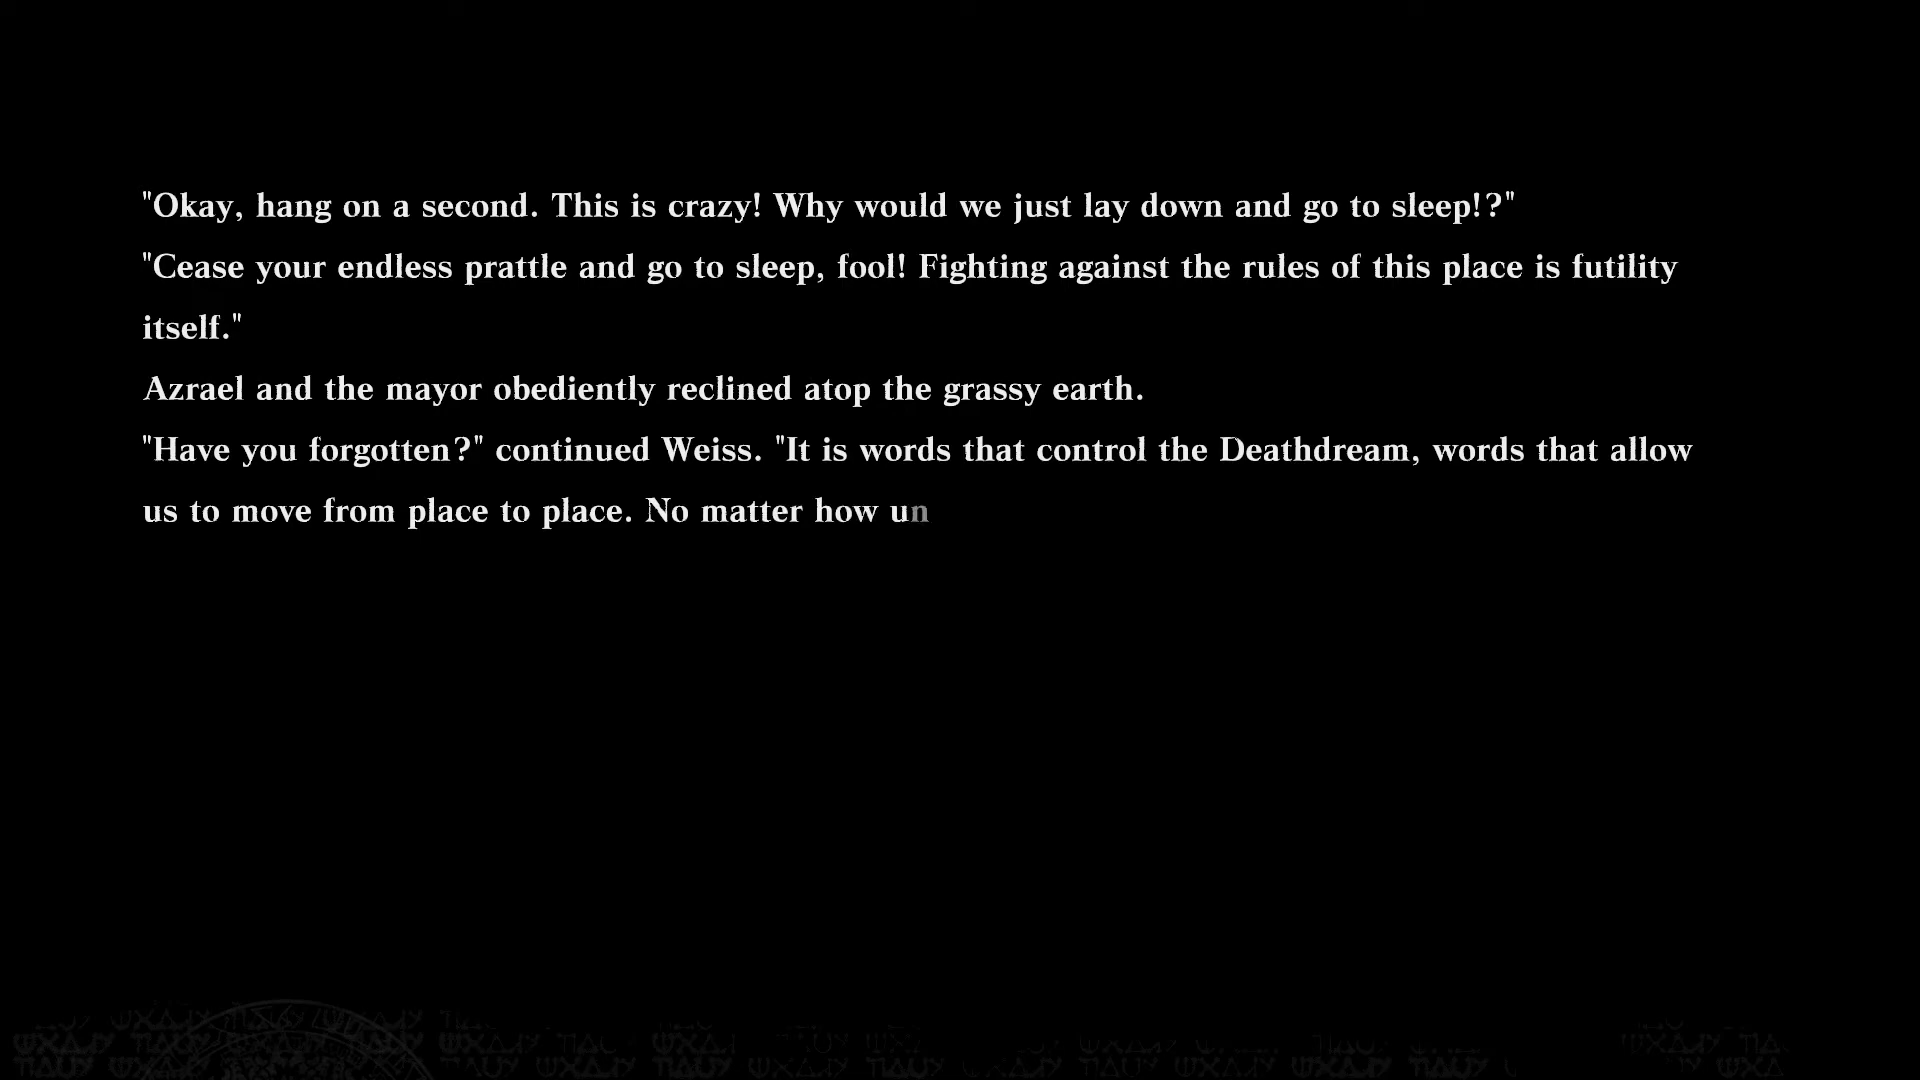 "Okay, hang on a second. This is crazy! Why would we just lay down and go to sleep!?"
"Cease your endless prattle and go to sleep, fool! Fighting against the rules of this place is futility
itself."
Azrael and the mayor obediently reclined atop the grassy earth.
"Have you forgotten?" continued Weiss. "It is words that control the Deathdream, words that allow
us to move from place to place. No matter how un